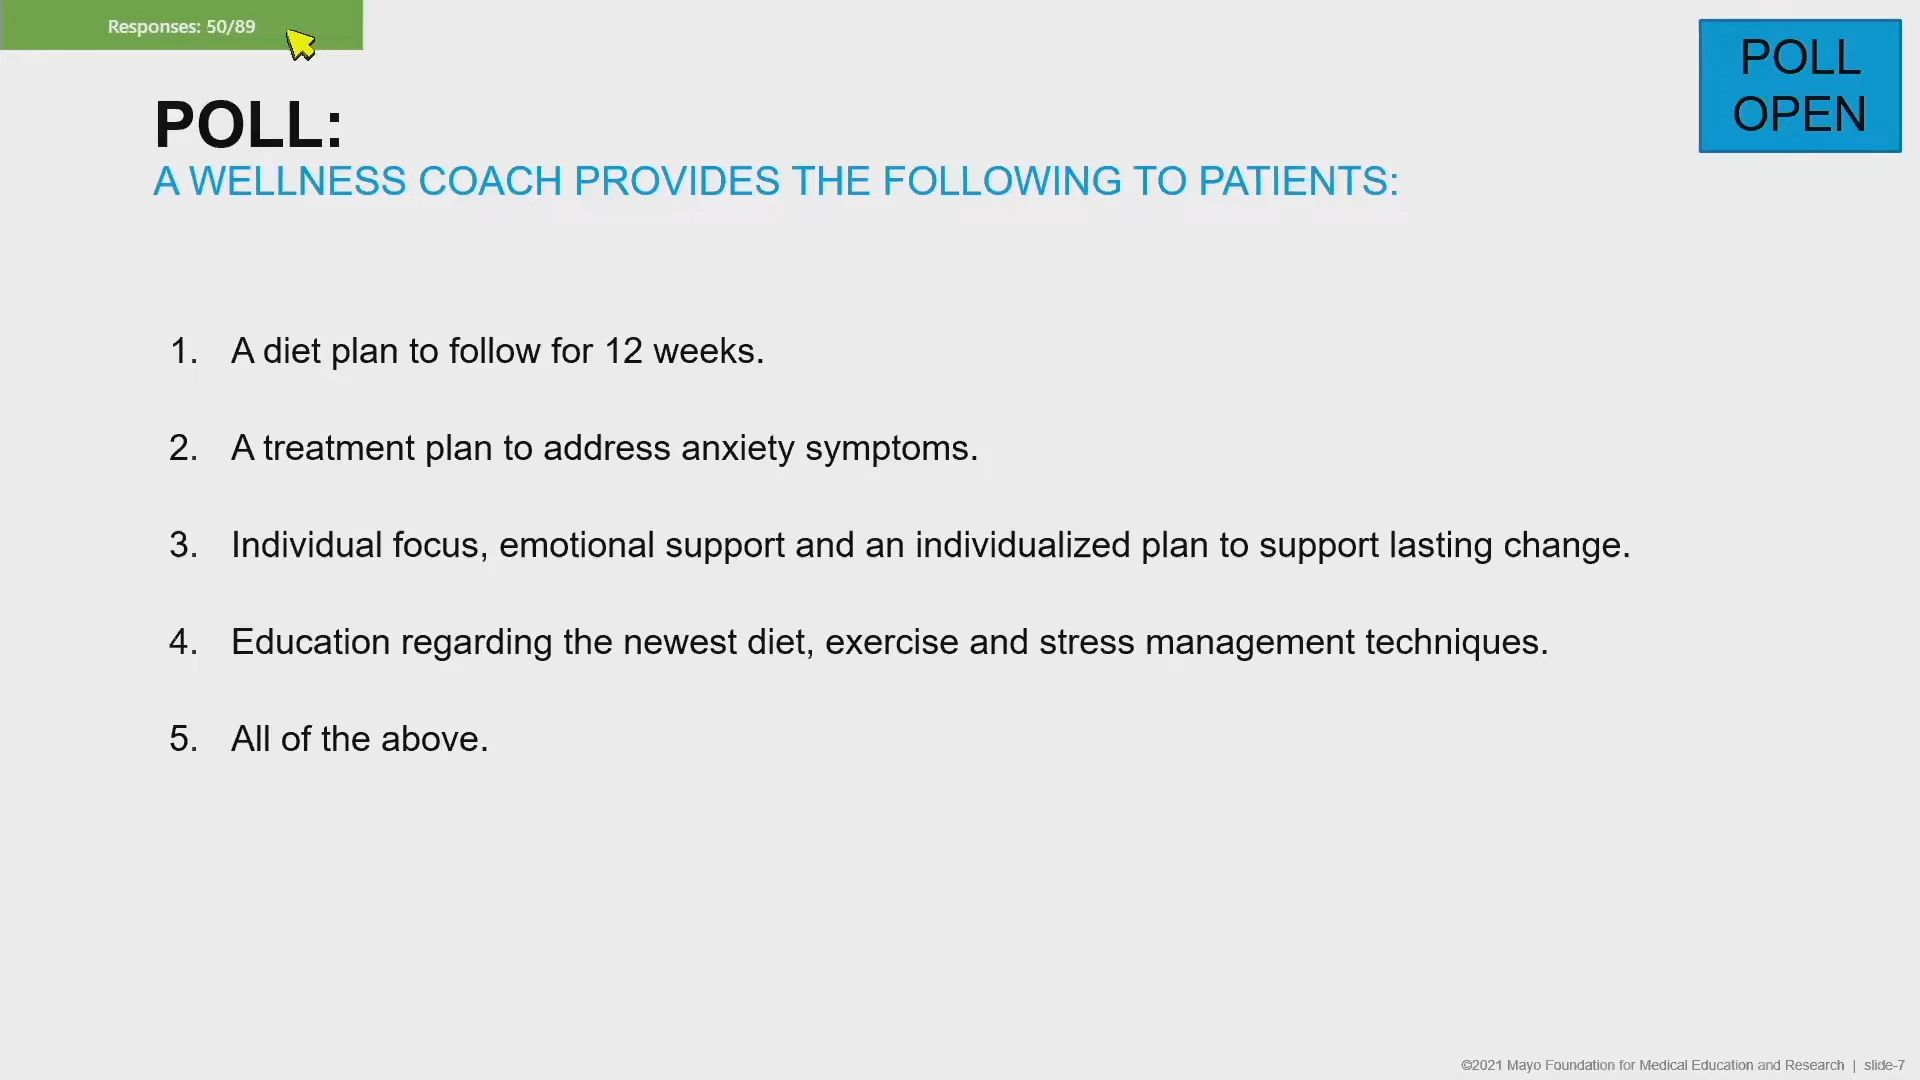 Responses: 50/89
POLL
OPEN
POLL:
A WELLNESS COACH PROVIDES THE FOLLOWING TO PATIENTS:
1. A diet plan to follow for 12 weeks.
2. A treatment plan to address anxiety symptoms.
3. Individual focus, emotional support and an individualized plan to support lasting change.
4. Education regarding the newest diet, exercise and stress management techniques.
5. All of the above.
©2021 Mayo Foundation for Medical Education and Research | slide-7